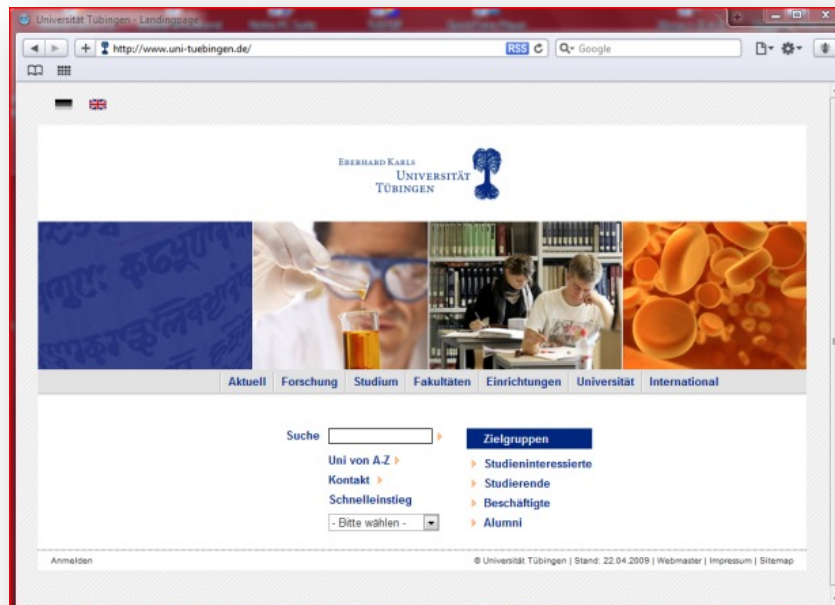 Universität Tübingen - Landingpage
http://www.uni-tuebingen.de/
RSS
Google
EBERHARD KARLS
UNIVERSITÄT
TÜBINGEN
Aktuell Forschung Studium Fakultäten Einrichtungen Universität International
Suche
Uni von A-Z
Kontakt
Schnelleinstieg
- Bitte wählen -
Zielgruppen
Studieninteressierte
Studierende
Beschäftigte
Alumni
Anmelden
© Universität Tübingen | Stand: 22.04.2009 | Webmaster | Impressum | Sitemap